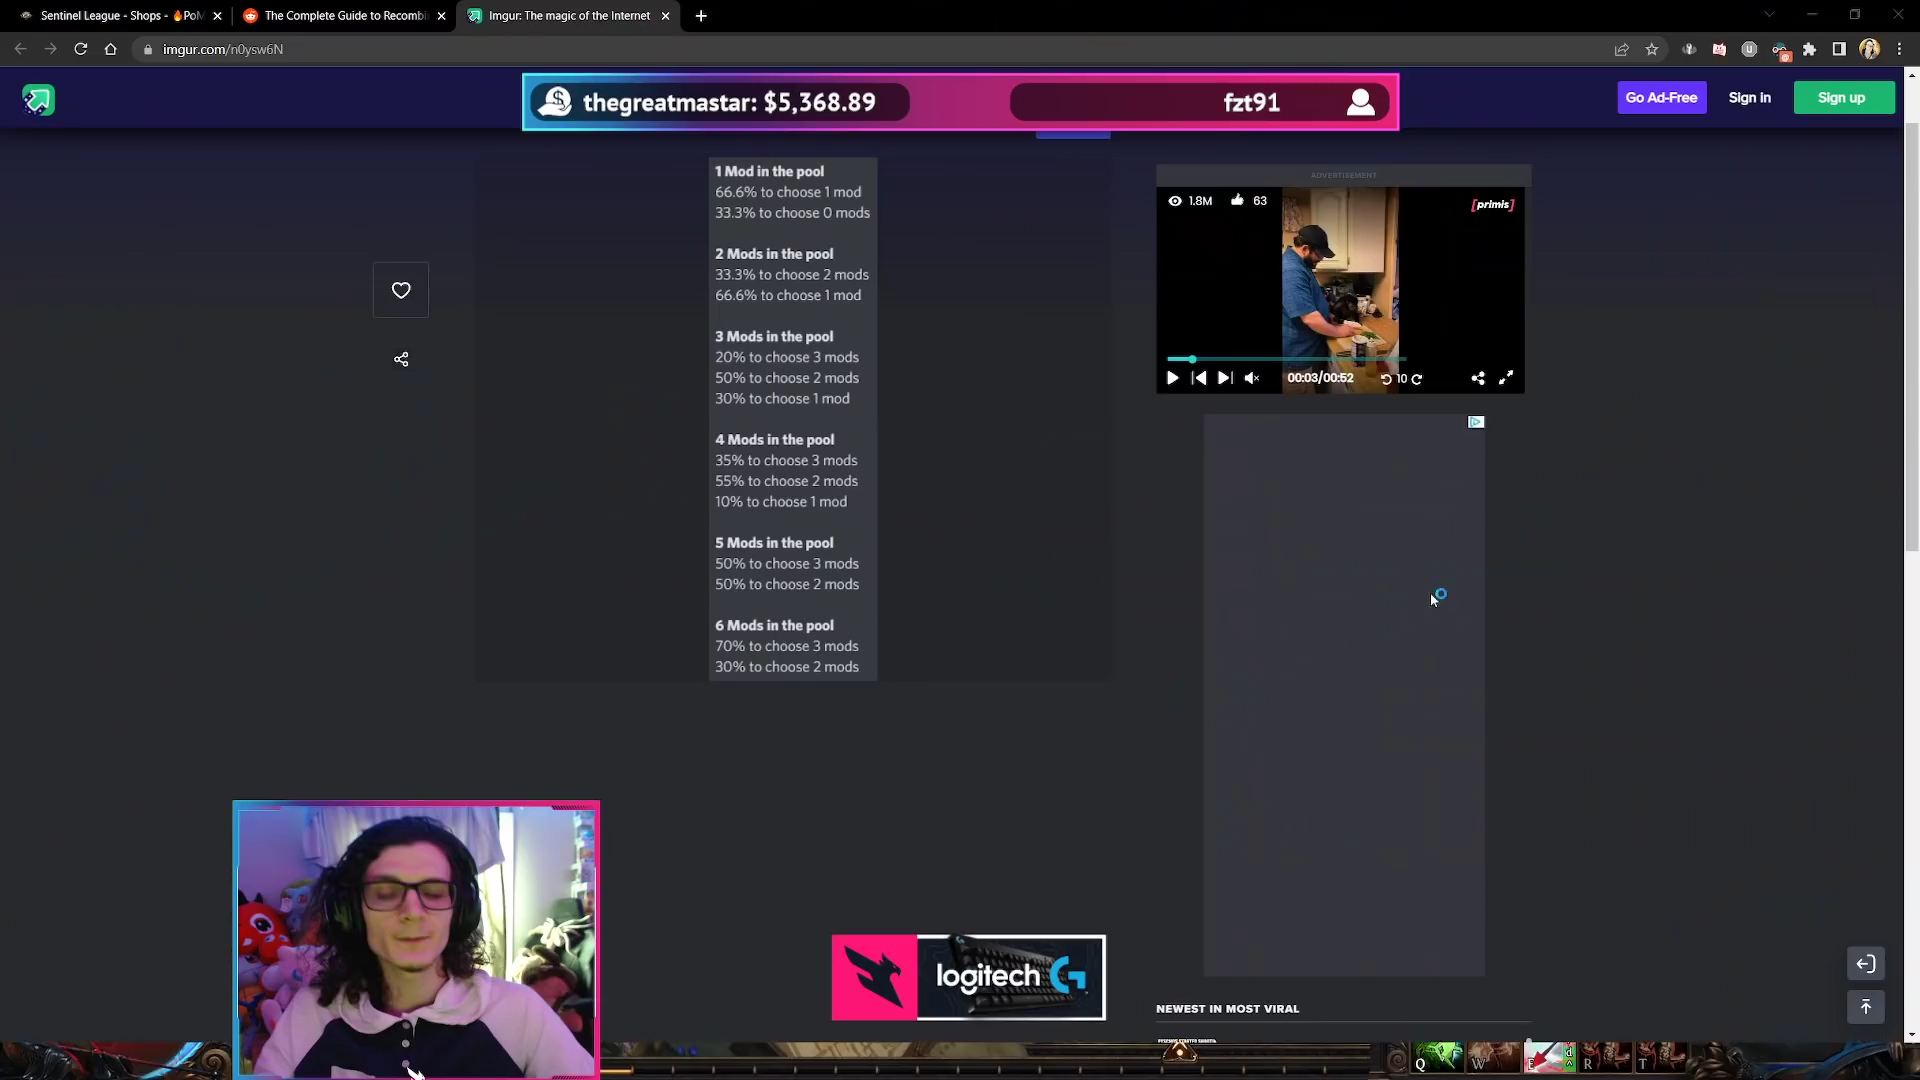 Sentinel League - Shops - 🔥PoM
The Complete Guide to Recombi
Imgur: The magic of the Internet
imgur.com/n0ysw6N
thegreatmastar: $5,368.89
fzt91
Go Ad-Free
Sign in
Sign up
1 Mod in the pool
66.6% to choose 1 mod
33.3% to choose 0 mods
2 Mods in the pool
33.3% to choose 2 mods
66.6% to choose 1 mod
3 Mods in the pool
20% to choose 3 mods
50% to choose 2 mods
30% to choose 1 mod
4 Mods in the pool
35% to choose 3 mods
55% to choose 2 mods
10% to choose 1 mod
5 Mods in the pool
50% to choose 3 mods
50% to choose 2 mods
6 Mods in the pool
70% to choose 3 mods
30% to choose 2 mods
ADVERTISEMENT
1.8M
63
[primis]
00:03/00:52
10
logitech G
NEWEST IN MOST VIRAL
Q
W
E
R
T